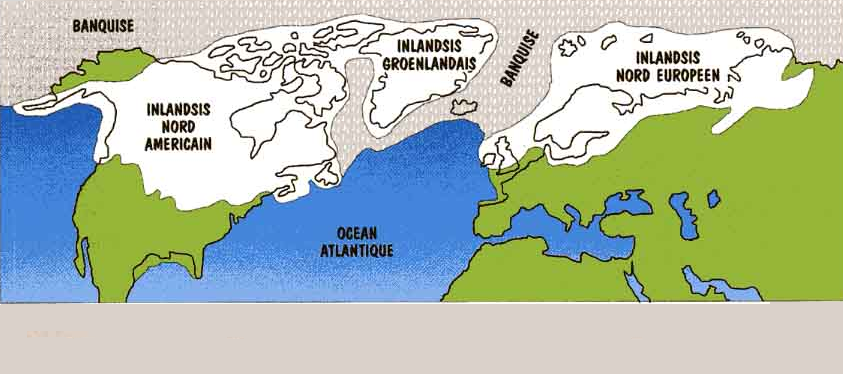 BANQUISE
INLANDSIS
GROENLANDAIS
BANQUISE
INLANDSIS
NORD EUROPEEN
INLANDSIS
NORD
AMERICAIN
OCEAN
ATLANTIQUE